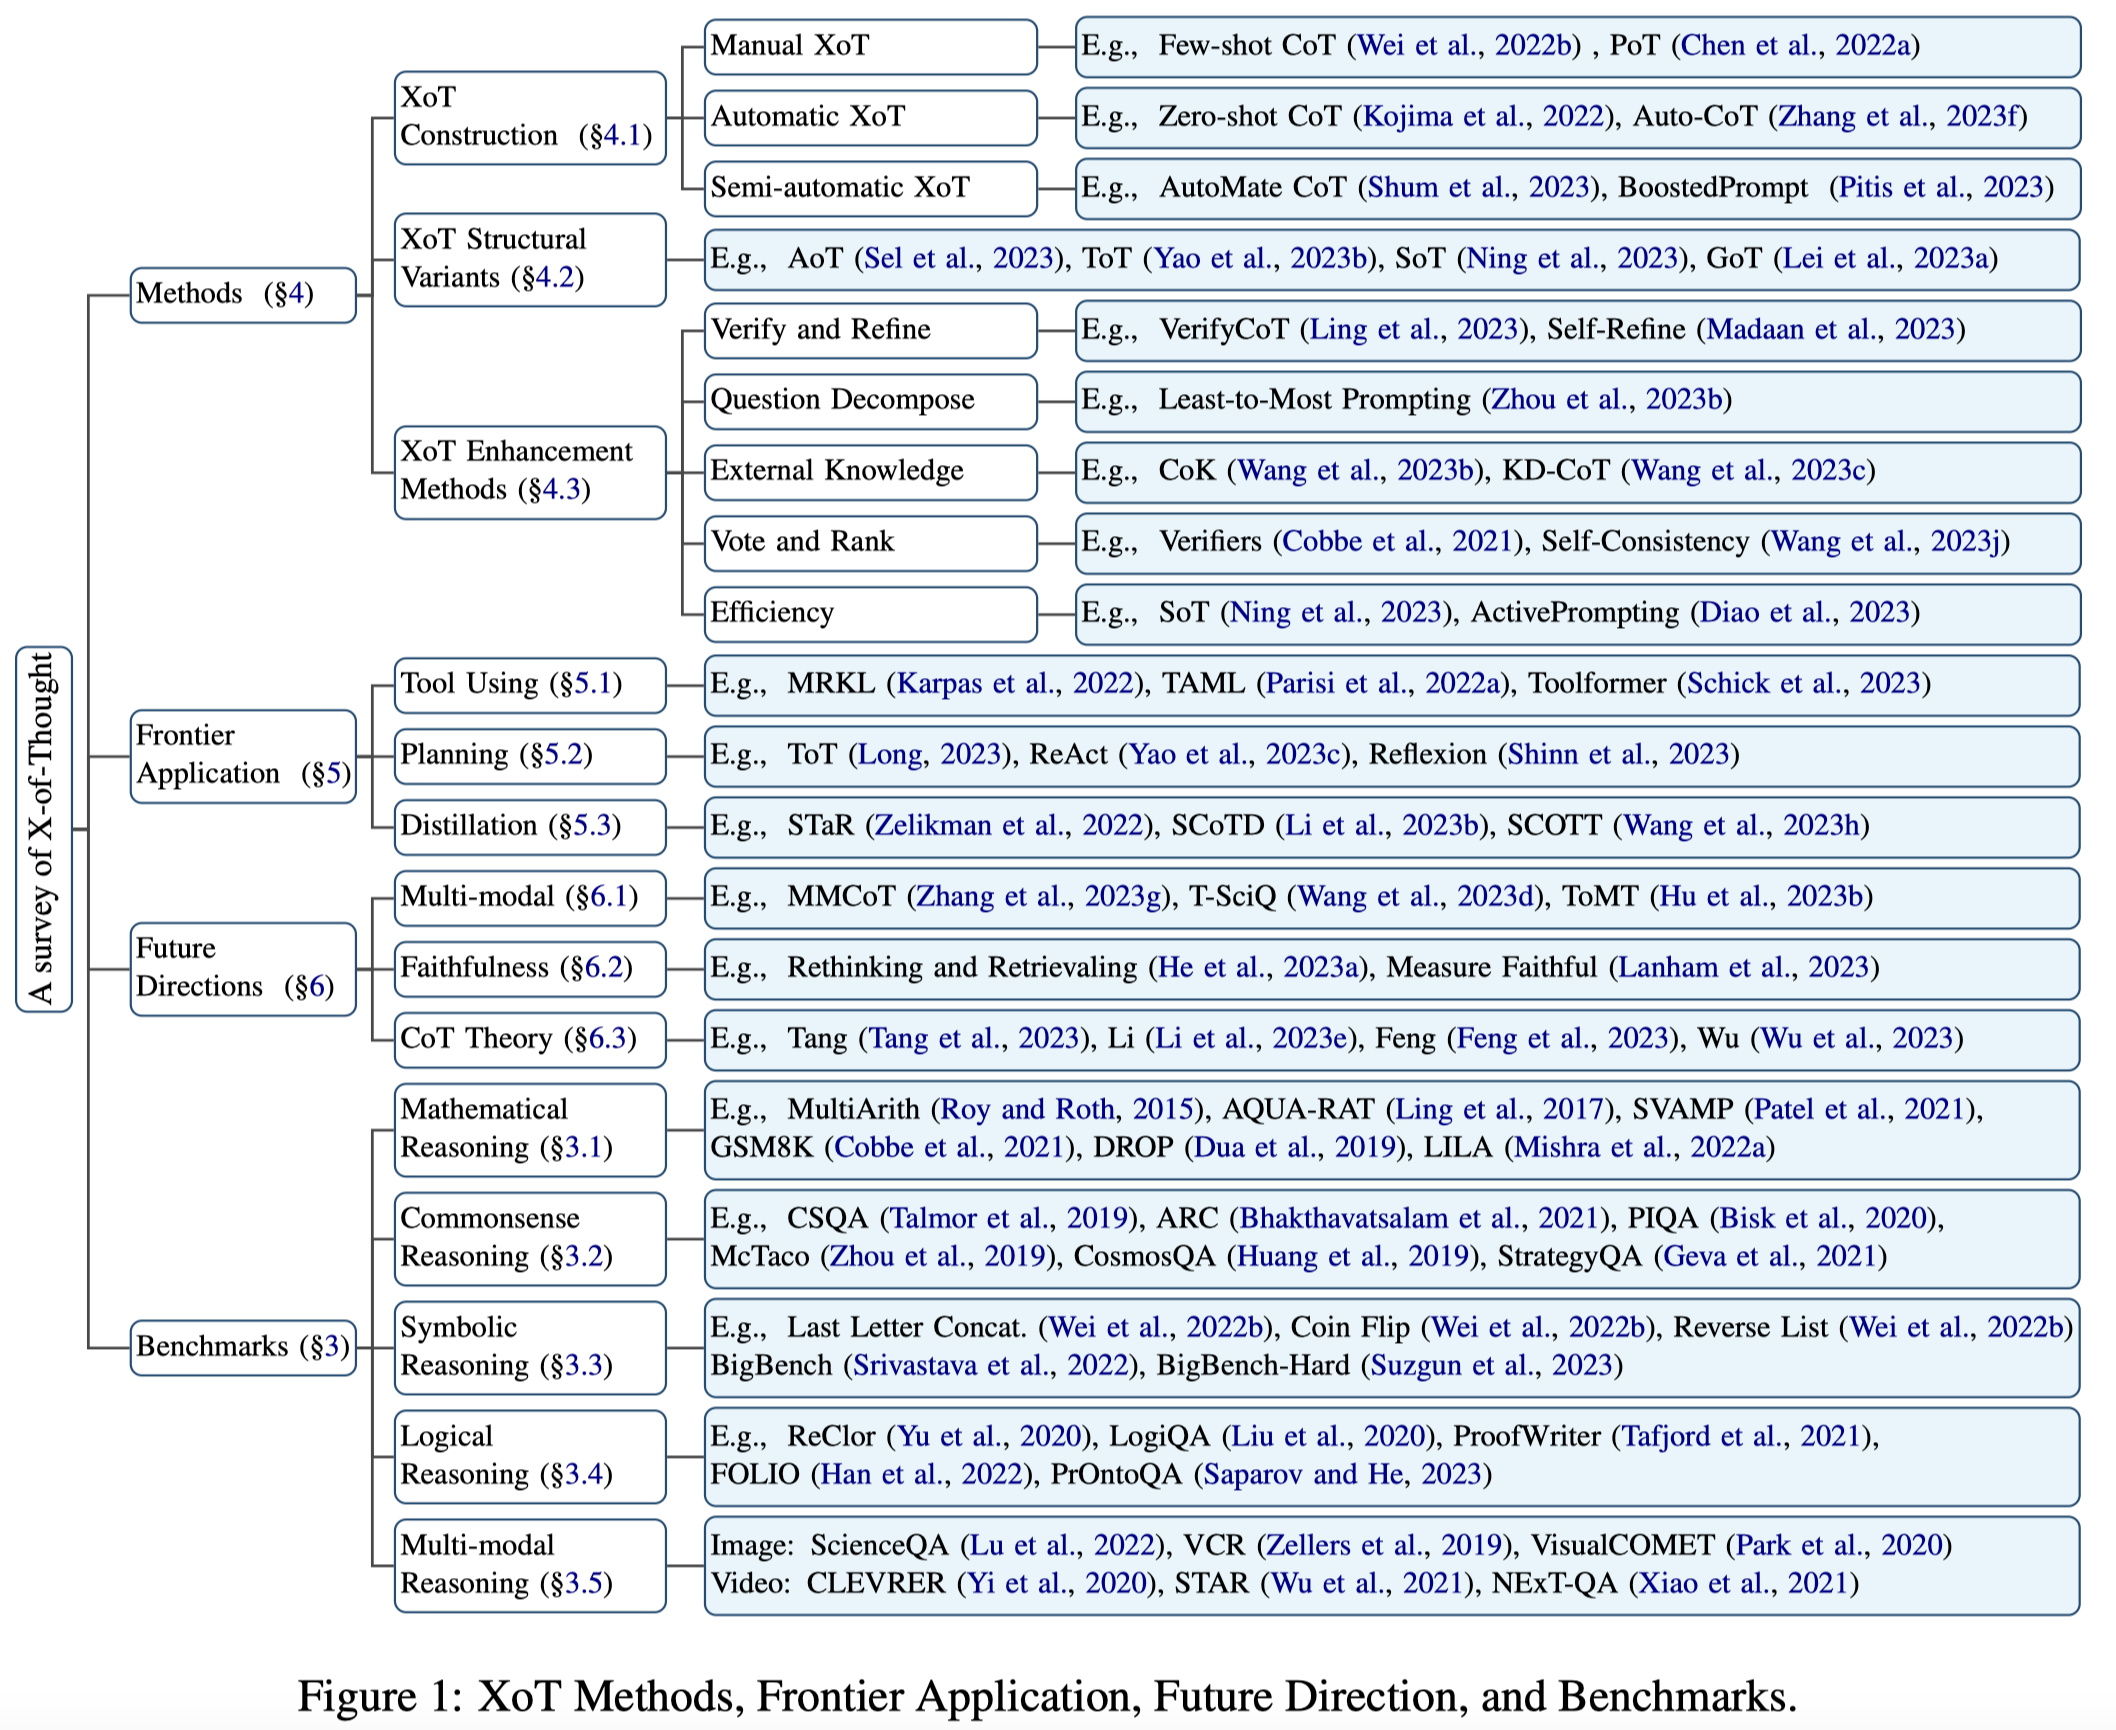 A survey of X-of-Thought
Methods (§4)
XoT
Construction (§4.1)
Manual XoT
E.g., Few-shot CoT (Wei et al., 2022b) , PoT (Chen et al., 2022a)
Automatic XoT
E.g., Zero-shot CoT (Kojima et al., 2022), Auto-CoT (Zhang et al., 2023f)
Semi-automatic XoT
E.g., AutoMate CoT (Shum et al., 2023), BoostedPrompt (Pitis et al., 2023)
XoT Structural
Variants (§4.2)
E.g., AoT (Sel et al., 2023), ToT (Yao et al., 2023b), SoT (Ning et al., 2023), GoT (Lei et al., 2023a)
XoT Enhancement
Methods (§4.3)
Verify and Refine
E.g., VerifyCoT (Ling et al., 2023), Self-Refine (Madaan et al., 2023)
Question Decompose
E.g., Least-to-Most Prompting (Zhou et al., 2023b)
External Knowledge
E.g., CoK (Wang et al., 2023b), KD-CoT (Wang et al., 2023c)
Vote and Rank
E.g., Verifiers (Cobbe et al., 2021), Self-Consistency (Wang et al., 2023j)
Efficiency
E.g., SoT (Ning et al., 2023), ActivePrompting (Diao et al., 2023)
Frontier
Application (§5)
Tool Using (§5.1)
E.g., MRKL (Karpas et al., 2022), TAML (Parisi et al., 2022a), Toolformer (Schick et al., 2023)
Planning (§5.2)
E.g., ToT (Long, 2023), ReAct (Yao et al., 2023c), Reflexion (Shinn et al., 2023)
Distillation (§5.3)
E.g., STaR (Zelikman et al., 2022), SCoTD (Li et al., 2023b), SCOTT (Wang et al., 2023h)
Future
Directions (§6)
Multi-modal (§6.1)
E.g., MMCoT (Zhang et al., 2023g), T-SciQ (Wang et al., 2023d), ToMT (Hu et al., 2023b)
Faithfulness (§6.2)
E.g., Rethinking and Retrievaling (He et al., 2023a), Measure Faithful (Lanham et al., 2023)
CoT Theory (§6.3)
E.g., Tang (Tang et al., 2023), Li (Li et al., 2023e), Feng (Feng et al., 2023), Wu (Wu et al., 2023)
Benchmarks (§3)
Mathematical
Reasoning (§3.1)
E.g., MultiArith (Roy and Roth, 2015), AQUA-RAT (Ling et al., 2017), SVAMP (Patel et al., 2021),
GSM8K (Cobbe et al., 2021), DROP (Dua et al., 2019), LILA (Mishra et al., 2022a)
Commonsense
Reasoning (§3.2)
E.g., CSQA (Talmor et al., 2019), ARC (Bhakthavatsalam et al., 2021), PIQA (Bisk et al., 2020),
McTaco (Zhou et al., 2019), CosmosQA (Huang et al., 2019), StrategyQA (Geva et al., 2021)
Symbolic
Reasoning (§3.3)
E.g., Last Letter Concat. (Wei et al., 2022b), Coin Flip (Wei et al., 2022b), Reverse List (Wei et al., 2022b)
BigBench (Srivastava et al., 2022), BigBench-Hard (Suzgun et al., 2023)
Logical
Reasoning (§3.4)
E.g., ReClor (Yu et al., 2020), LogiQA (Liu et al., 2020), ProofWriter (Tafjord et al., 2021),
FOLIO (Han et al., 2022), PrOntoQA (Saparov and He, 2023)
Multi-modal
Reasoning (§3.5)
Image: ScienceQA (Lu et al., 2022), VCR (Zellers et al., 2019), VisualCOMET (Park et al., 2020)
Video: CLEVRER (Yi et al., 2020), STAR (Wu et al., 2021), NExT-QA (Xiao et al., 2021)
Figure 1: XoT Methods, Frontier Application, Future Direction, and Benchmarks.